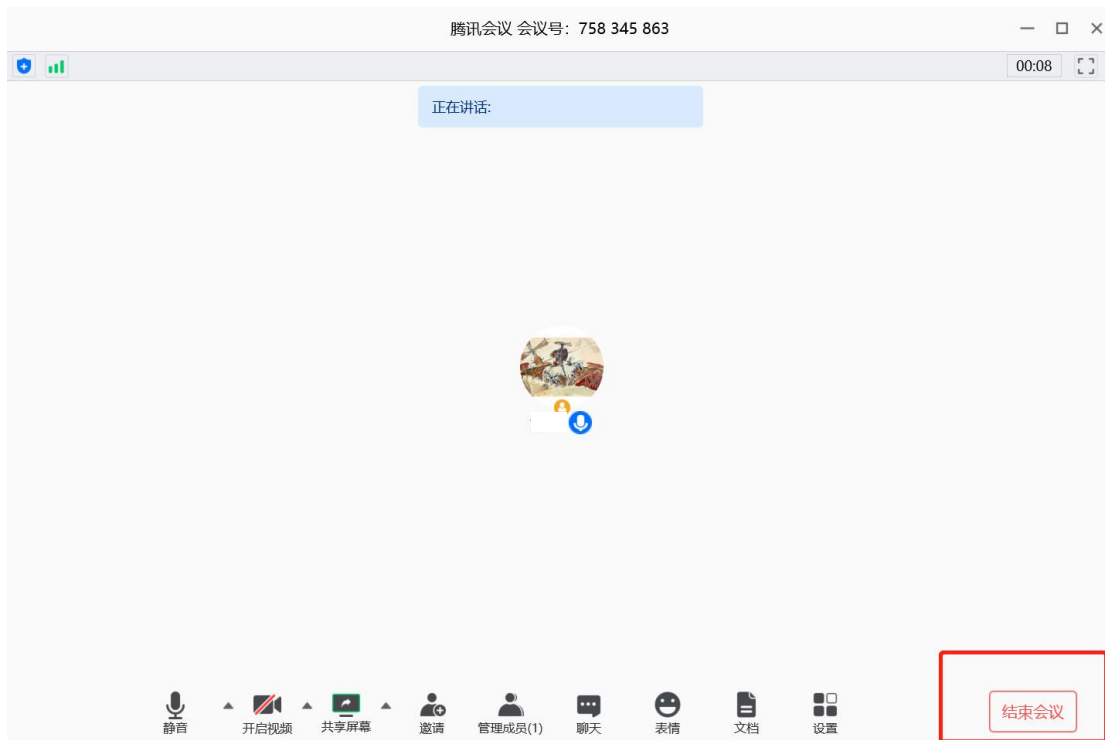 腾讯会议 会议号：758 345 863
00:08
正在讲话:
静音
开启视频
共享屏幕
邀请
管理成员(1)
聊天
表情
文档
设置
结束会议